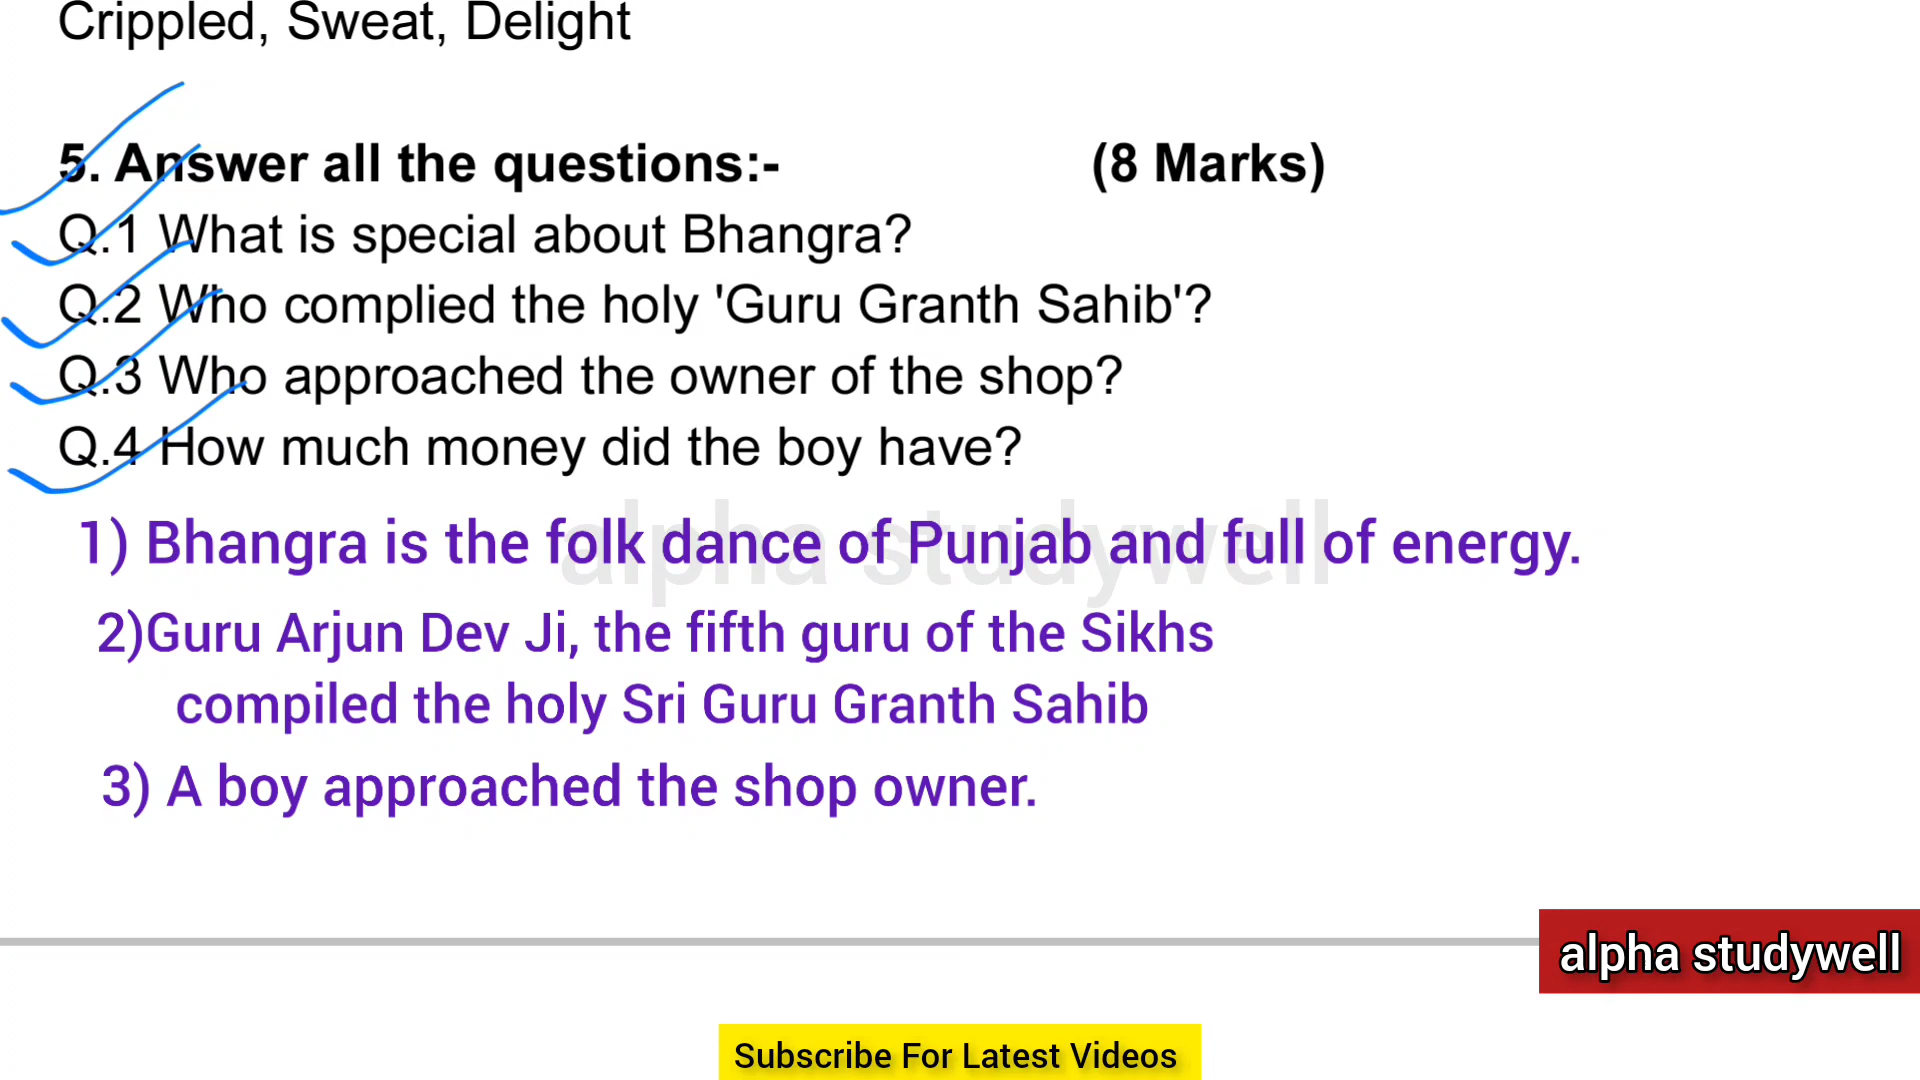 Crippled, Sweat, Delight
5. Answer all the questions:- (8 Marks)
Q.1 What is special about Bhangra?
Q.2 Who complied the holy 'Guru Granth Sahib'?
Q.3 Who approached the owner of the shop?
Q.4 How much money did the boy have?
alpha studywell
1) Bhangra is the folk dance of Punjab and full of energy.
2)Guru Arjun Dev Ji, the fifth guru of the Sikhs
compiled the holy Sri Guru Granth Sahib
3) A boy approached the shop owner.
alpha studywell
Subscribe For Latest Videos